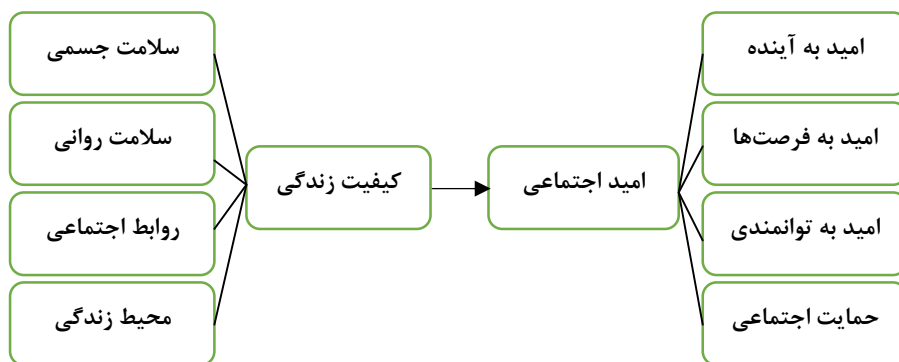 امید به آینده
امید به فرصت‌ها
امید به توانمندی
حمایت اجتماعی
امید اجتماعی
کیفیت زندگی
سلامت جسمی
سلامت روانی
روابط اجتماعی
محیط زندگی